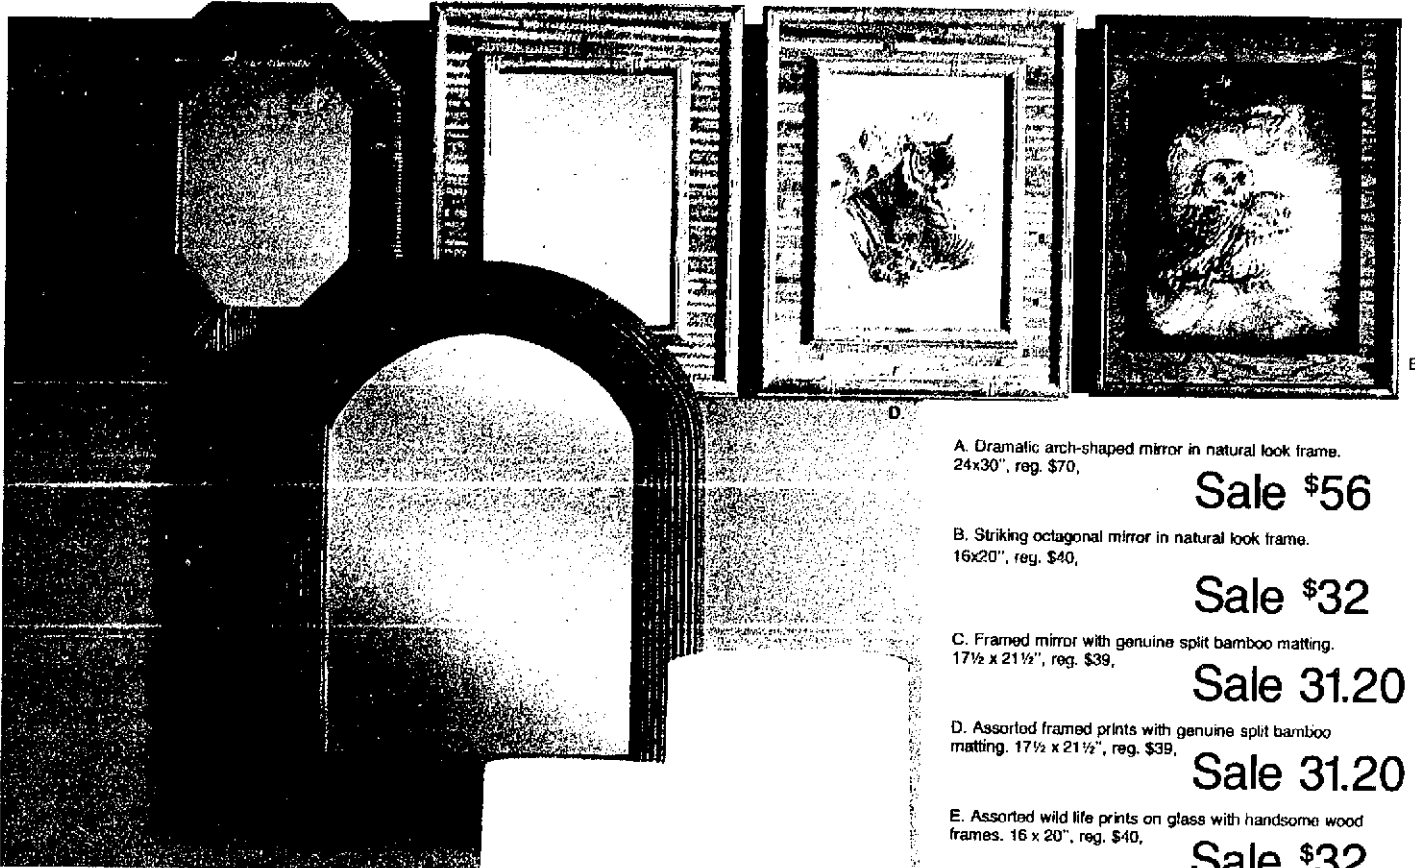 E
D
A. Dramatic arch-shaped mirror in natural look frame.
24x30", reg. $70,
Sale $56
B. Striking octagonal mirror in natural look frame.
16x20", reg. $40,
Sale $32
C. Framed mirror with genuine split bamboo matting.
17½ x 21½", reg. $39,
Sale 31.20
D. Assorted framed prints with genuine split bamboo
matting. 17½ x 21½", reg. $39,
Sale 31.20
E. Assorted wild life prints on glass with handsome wood
frames. 16 x 20", reg. $40,
Sale $32